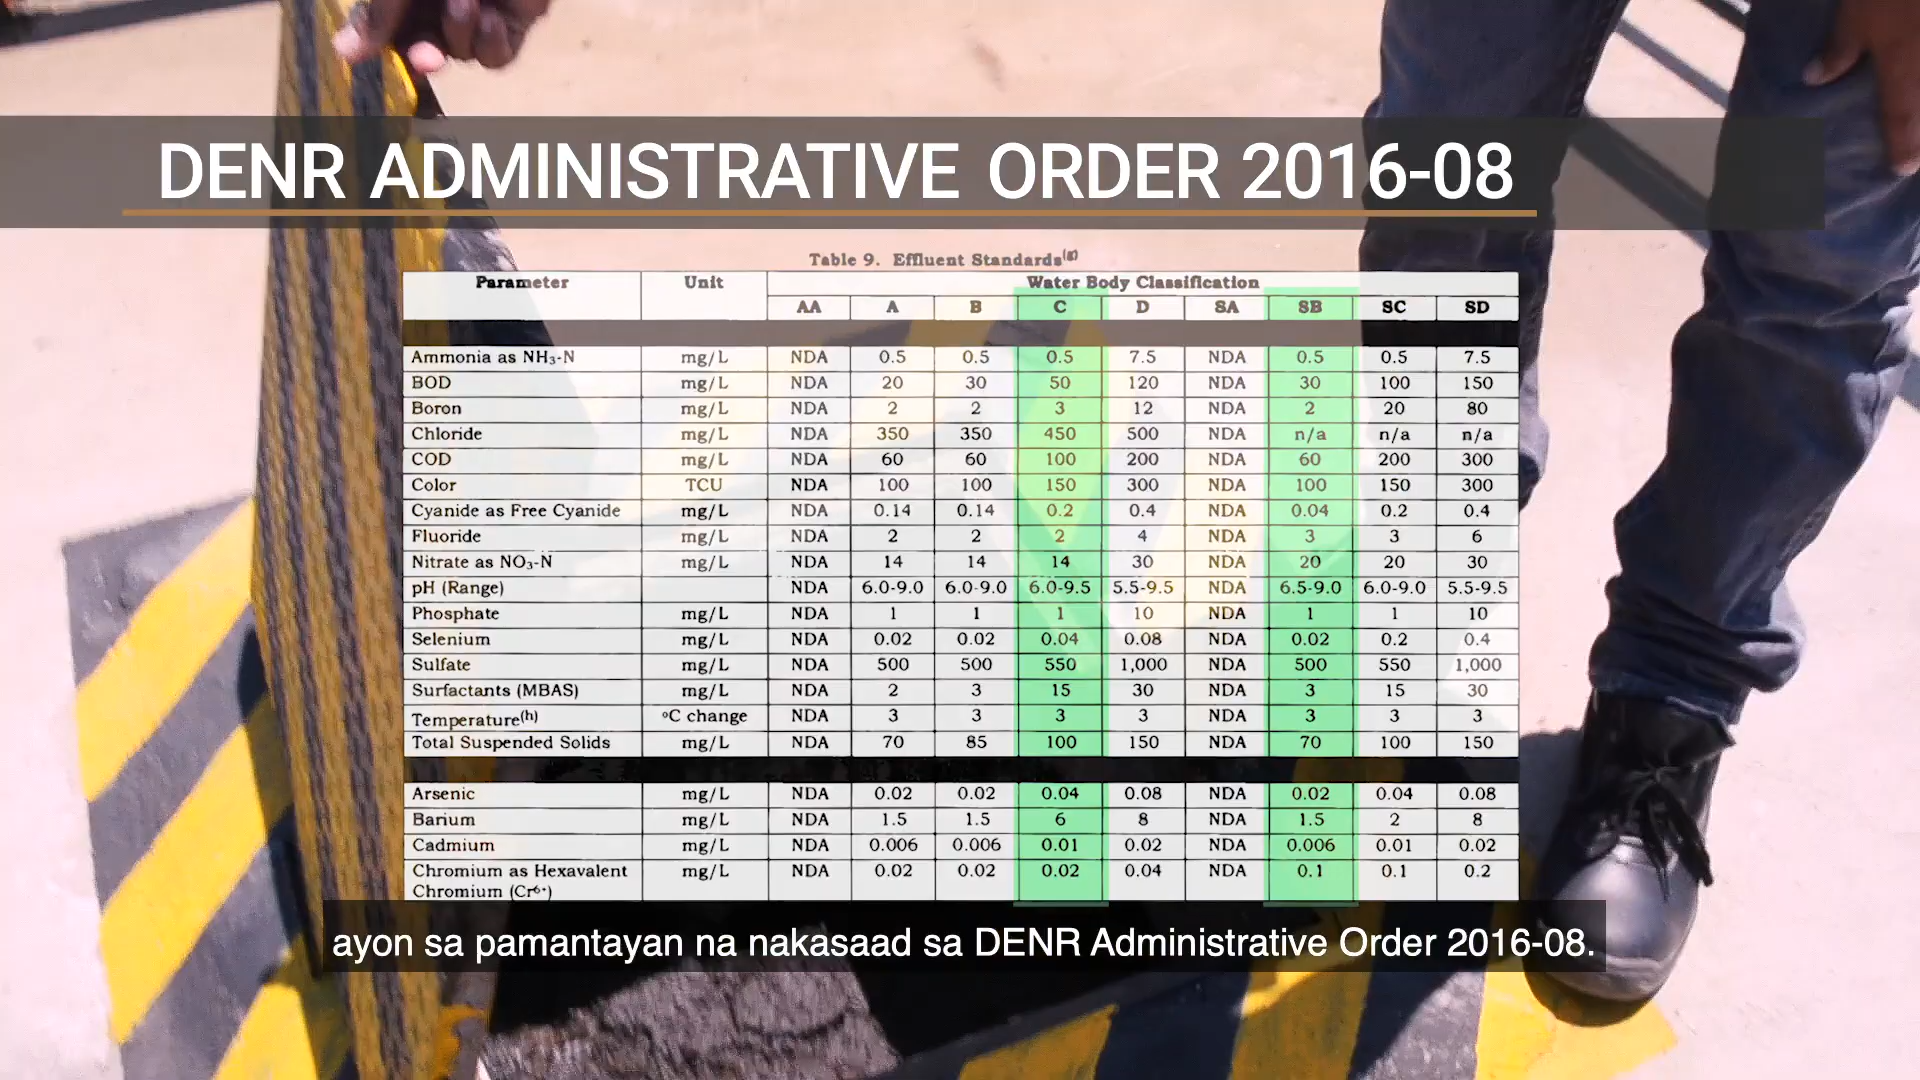 DENR ADMINISTRATIVE ORDER 2016-08
Table 9. Effluent Standards(g)
Parameter Unit Water Body Classification
AA A B C D SA SB SC SD
Ammonia as NH₃-N mg/L NDA 0.5 0.5 0.5 7.5 NDA 0.5 0.5 7.5
BOD mg/L NDA 20 30 50 120 NDA 30 100 150
Boron mg/L NDA 2 2 3 12 NDA 2 20 80
Chloride mg/L NDA 350 350 450 500 NDA n/a n/a n/a
COD mg/L NDA 60 60 100 200 NDA 60 200 300
Color TCU NDA 100 100 150 300 NDA 100 150 300
Cyanide as Free Cyanide mg/L NDA 0.14 0.14 0.2 0.4 NDA 0.04 0.2 0.4
Fluoride mg/L NDA 2 2 2 4 NDA 3 3 6
Nitrate as NO₃-N mg/L NDA 14 14 14 30 NDA 20 20 30
pH (Range) NDA 6.0-9.0 6.0-9.0 6.0-9.5 5.5-9.5 NDA 6.5-9.0 6.0-9.0 5.5-9.5
Phosphate mg/L NDA 1 1 1 10 NDA 1 1 10
Selenium mg/L NDA 0.02 0.02 0.04 0.08 NDA 0.02 0.2 0.4
Sulfate mg/L NDA 500 500 550 1,000 NDA 500 550 1,000
Surfactants (MBAS) mg/L NDA 2 3 15 30 NDA 3 15 30
Temperature(h) ºC change NDA 3 3 3 3 NDA 3 3 3
Total Suspended Solids mg/L NDA 70 85 100 150 NDA 70 100 150
Arsenic mg/L NDA 0.02 0.02 0.04 0.08 NDA 0.02 0.04 0.08
Barium mg/L NDA 1.5 1.5 6 8 NDA 1.5 2 8
Cadmium mg/L NDA 0.006 0.006 0.01 0.02 NDA 0.006 0.01 0.02
Chromium as Hexavalent mg/L NDA 0.02 0.02 0.02 0.04 NDA 0.1 0.1 0.2
Chromium (Cr⁶⁺)
ayon sa pamantayan na nakasaad sa DENR Administrative Order 2016-08.